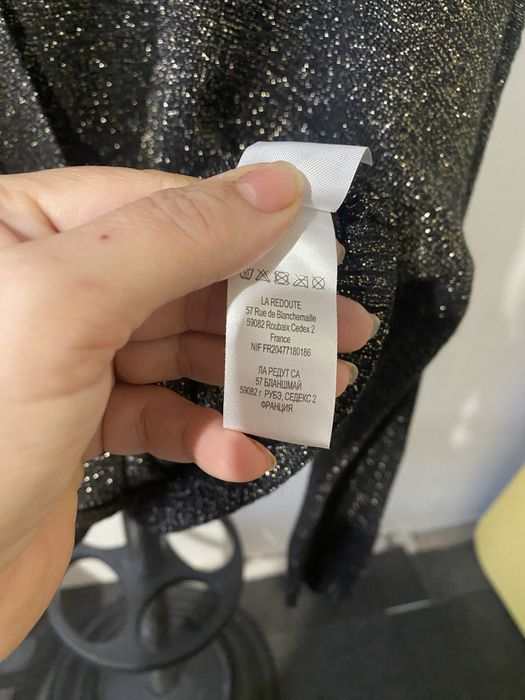 LA REDOUTE
57 Rue de Blanchemaille
59082 Roubaix Cedex 2
France
NIF FR20477180186
ЛА РЕДУТ СА
57 БЛАНШМАЙ
59082 г РУБЭ, СЕДЕКС 2
ФРАНЦИЯ